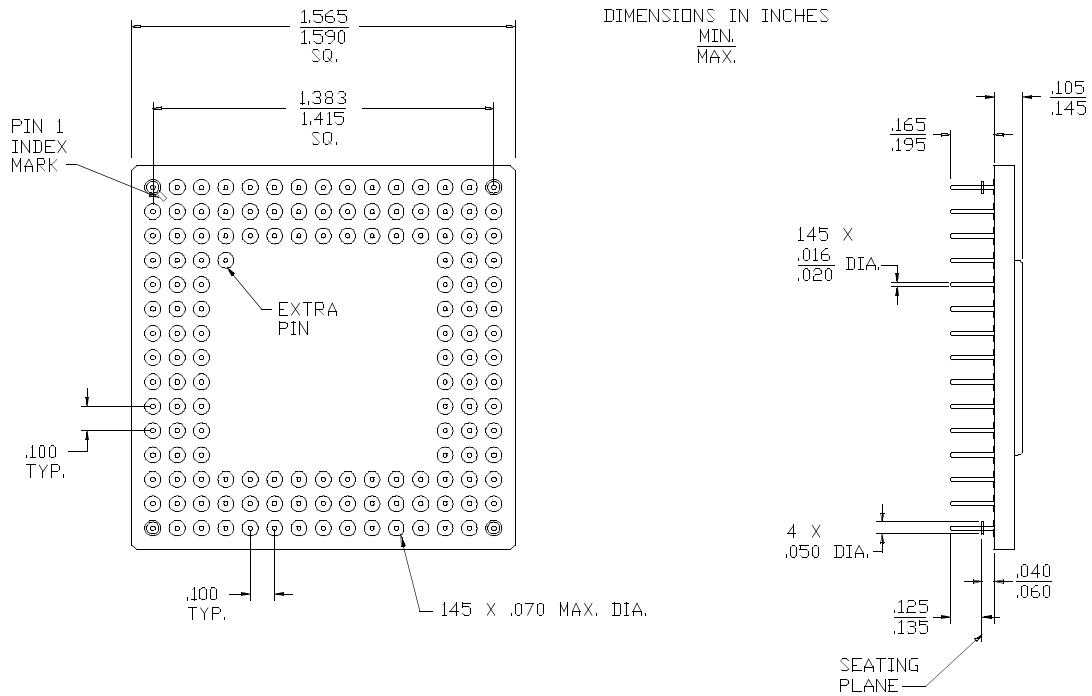 DIMENSIONS IN INCHES
MIN.
MAX.
1.565
1.590
SQ.
1.383
1.415
SQ.
PIN 1
INDEX
MARK
EXTRA
PIN
.100
TYP.
.100
TYP.
145 X .070 MAX. DIA.
.105
.145
.165
.195
145 X
.016
.020 DIA.
4 X
.050 DIA.
.040
.060
.125
.135
SEATING
PLANE